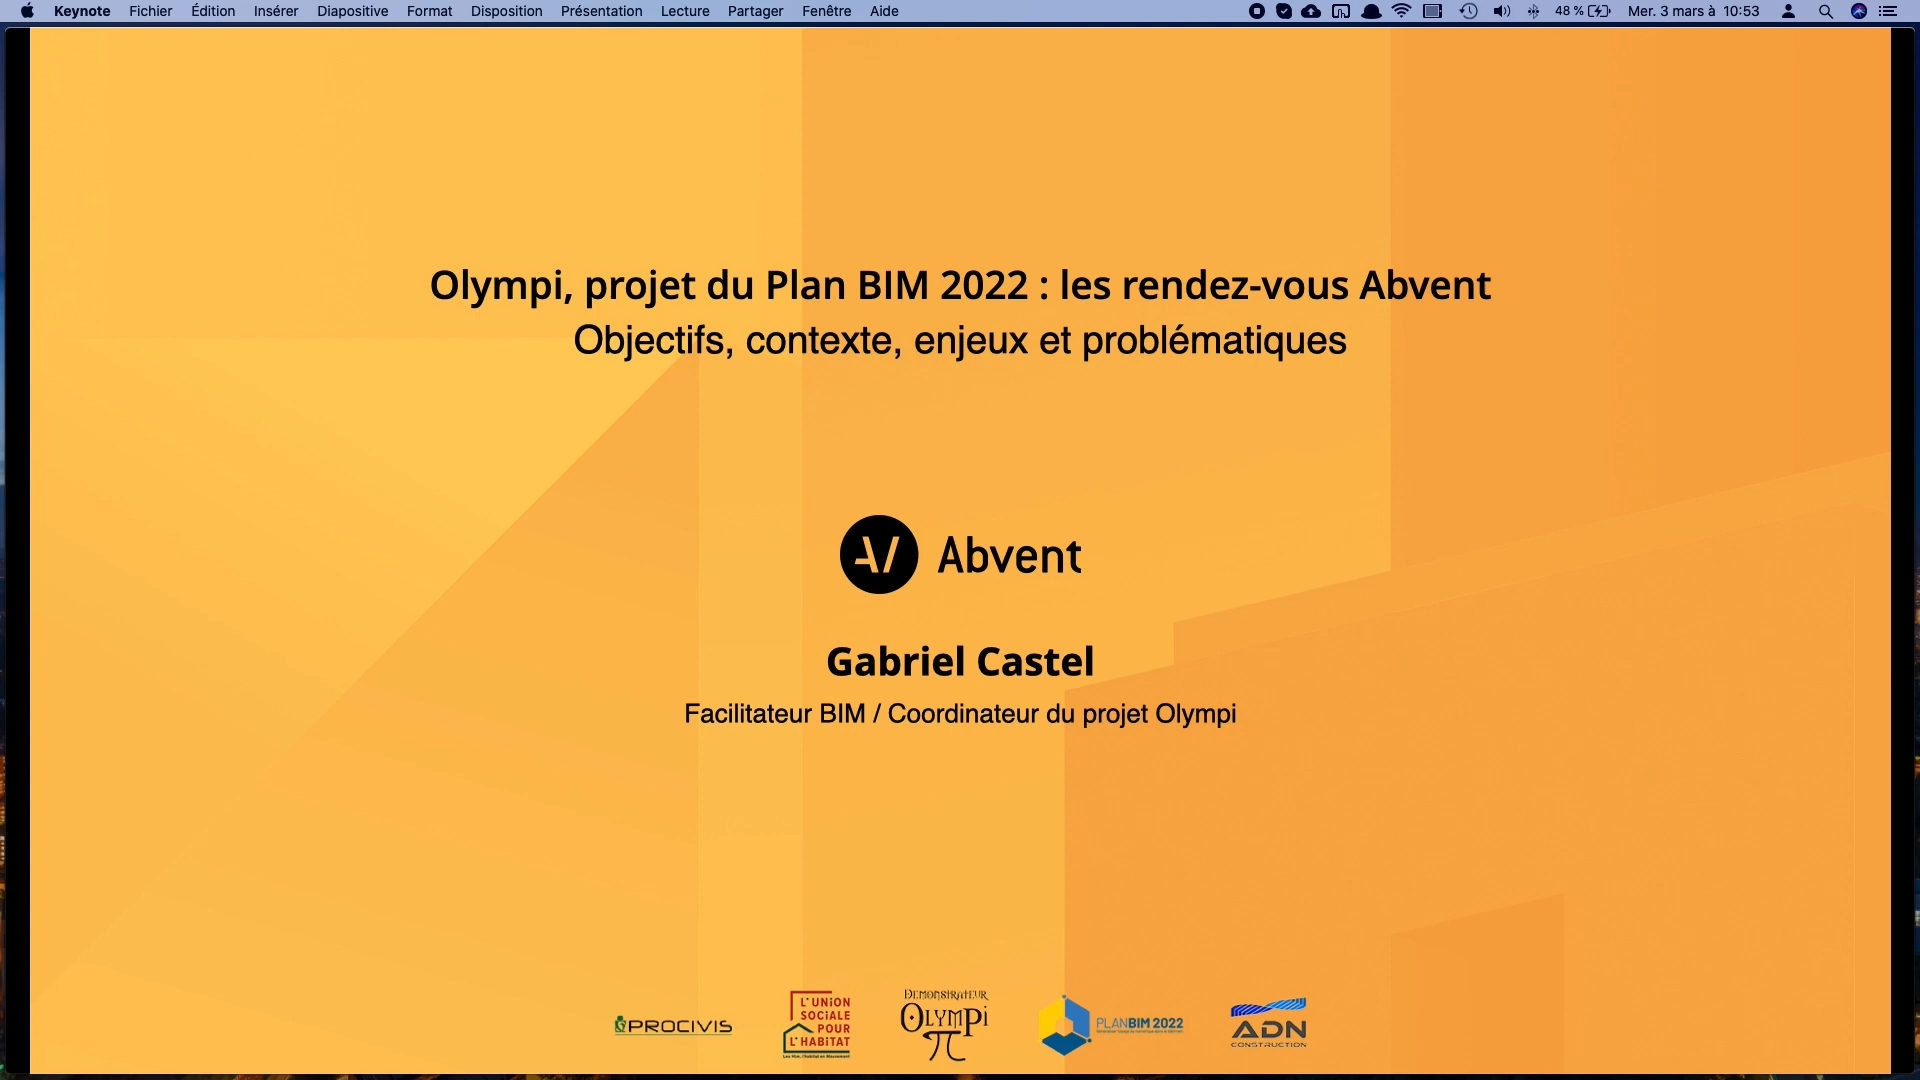 Keynote Fichier Édition Insérer Diapositive Format Disposition Présentation Lecture Partager Fenêtre Aide 48 % Mer. 3 mars à 10:53
Olympi, projet du Plan BIM 2022 : les rendez-vous Abvent
Objectifs, contexte, enjeux et problématiques
AV Abvent
Gabriel Castel
Facilitateur BIM / Coordinateur du projet Olympi
PROCIVIS
L'UNION
SOCIALE
POUR
L'HABITAT
DEMONSTRATEUR
OLYMPI
π
PLANBIM 2022
ADN
CONSTRUCTION